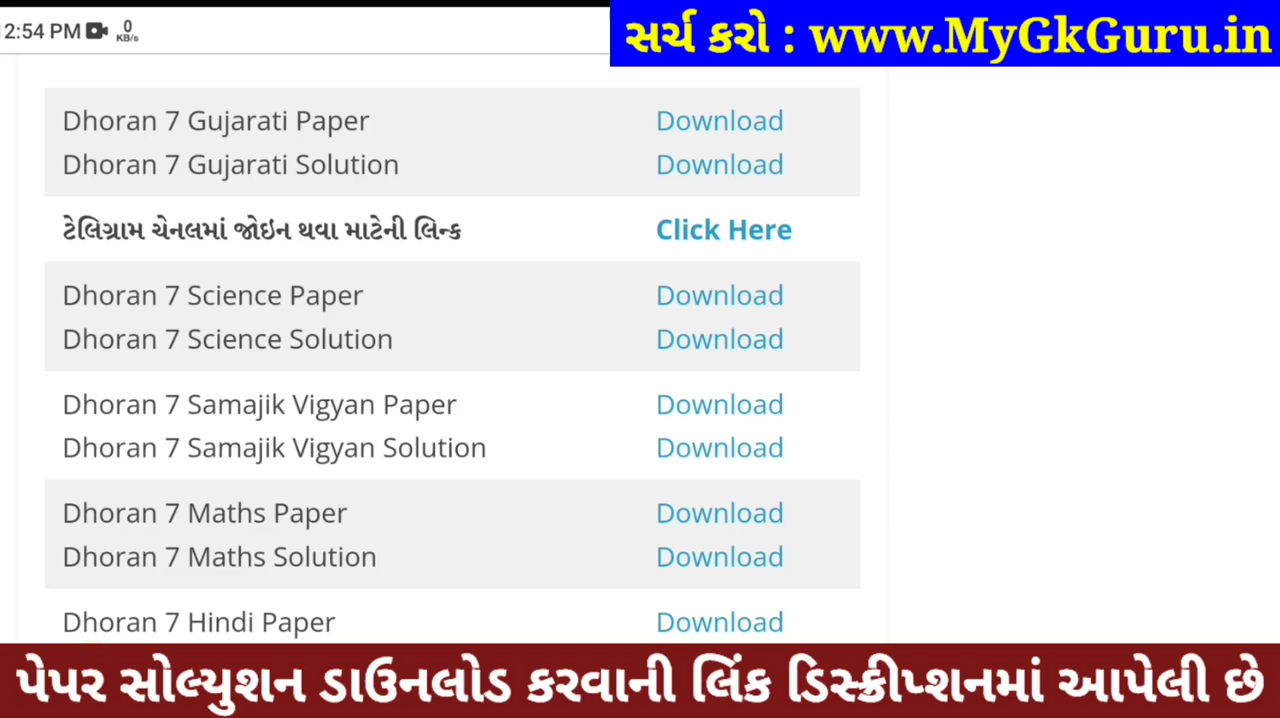 12:54 PM 0 KB/s
સર્ચ કરો : www.MyGkGuru.in
Dhoran 7 Gujarati Paper Download
Dhoran 7 Gujarati Solution Download
ટેલિગ્રામ ચેનલમાં જોઇન થવા માટેની લિન્ક Click Here
Dhoran 7 Science Paper Download
Dhoran 7 Science Solution Download
Dhoran 7 Samajik Vigyan Paper Download
Dhoran 7 Samajik Vigyan Solution Download
Dhoran 7 Maths Paper Download
Dhoran 7 Maths Solution Download
Dhoran 7 Hindi Paper Download
પેપર સોલ્યુશન ડાઉનલોડ કરવાની લિંક ડિસ્ક્રીપ્શનમાં આપેલી છે